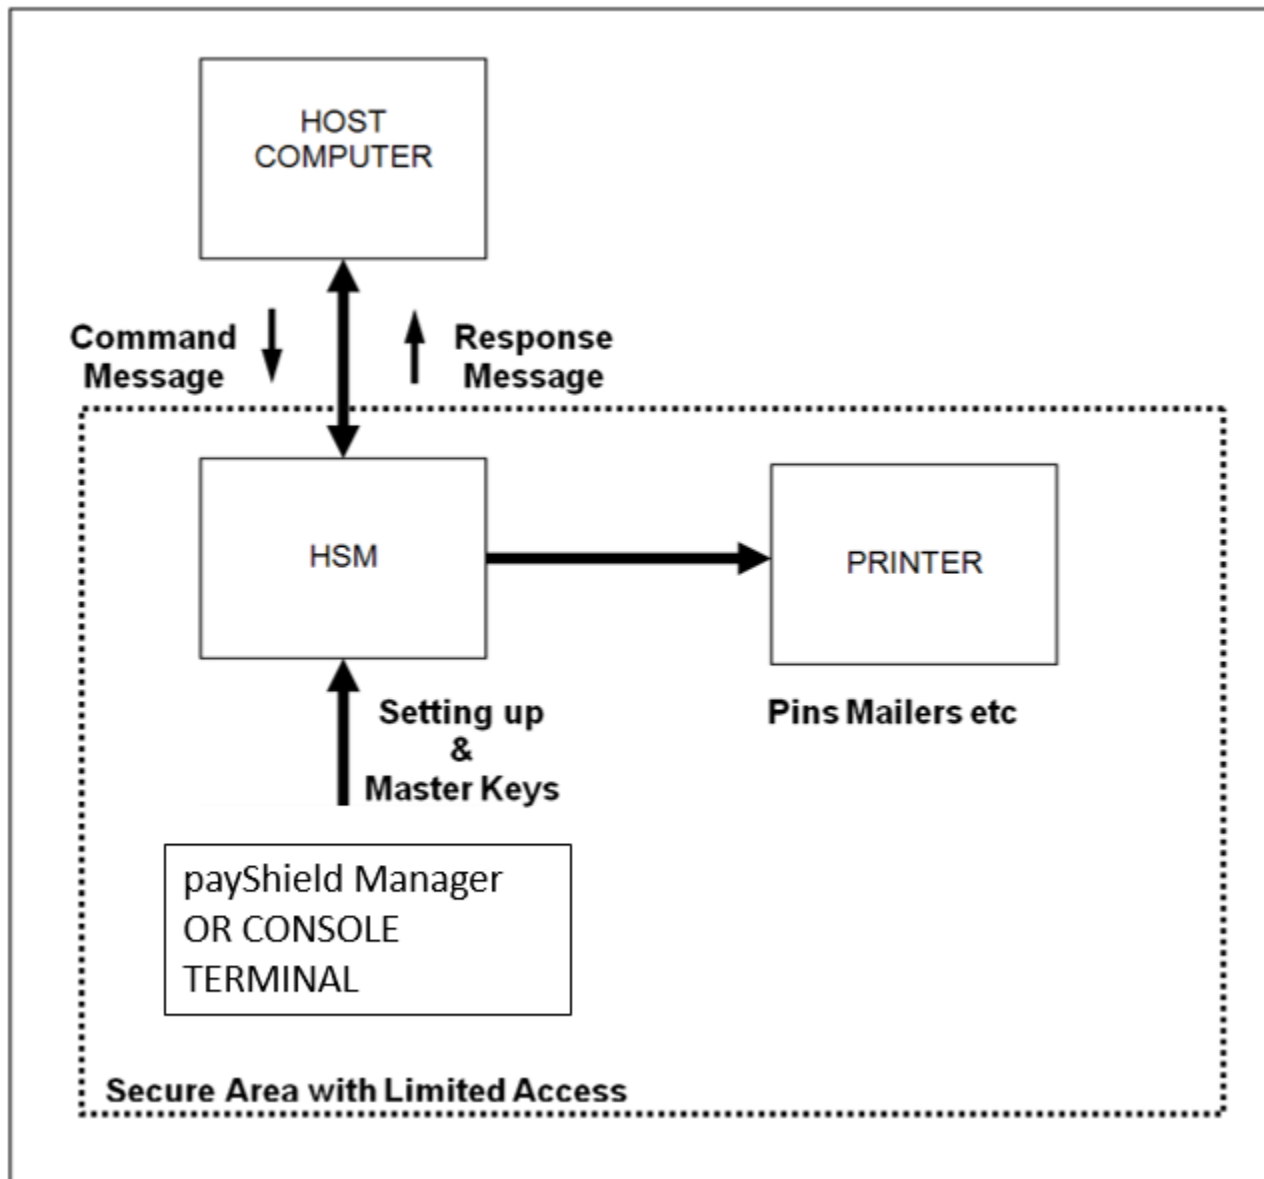 HOST
COMPUTER
Command
Message
Response
Message
HSM
PRINTER
Setting up
&
Master Keys
Pins Mailers etc
payShield Manager
OR CONSOLE
TERMINAL
Secure Area with Limited Access